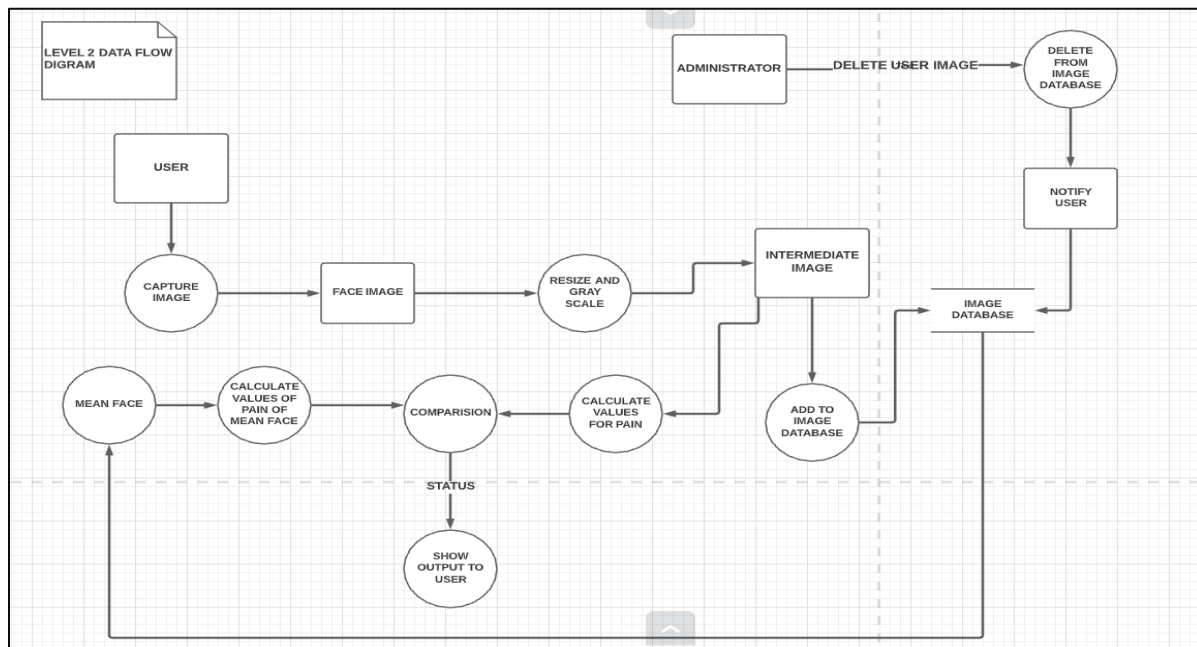 LEVEL 2 DATA FLOW
DIGRAM
ADMINISTRATOR
DELETE USER IMAGE
DELETE
FROM
IMAGE
DATABASE
USER
NOTIFY
USER
CAPTURE
IMAGE
FACE IMAGE
RESIZE AND
GRAY
SCALE
INTERMEDIATE
IMAGE
IMAGE
DATABASE
MEAN FACE
CALCULATE
VALUES OF
PAIN OF
MEAN FACE
COMPARISION
CALCULATE
VALUES
FOR PAIN
ADD TO
IMAGE
DATABASE
STATUS
SHOW
OUTPUT TO
USER